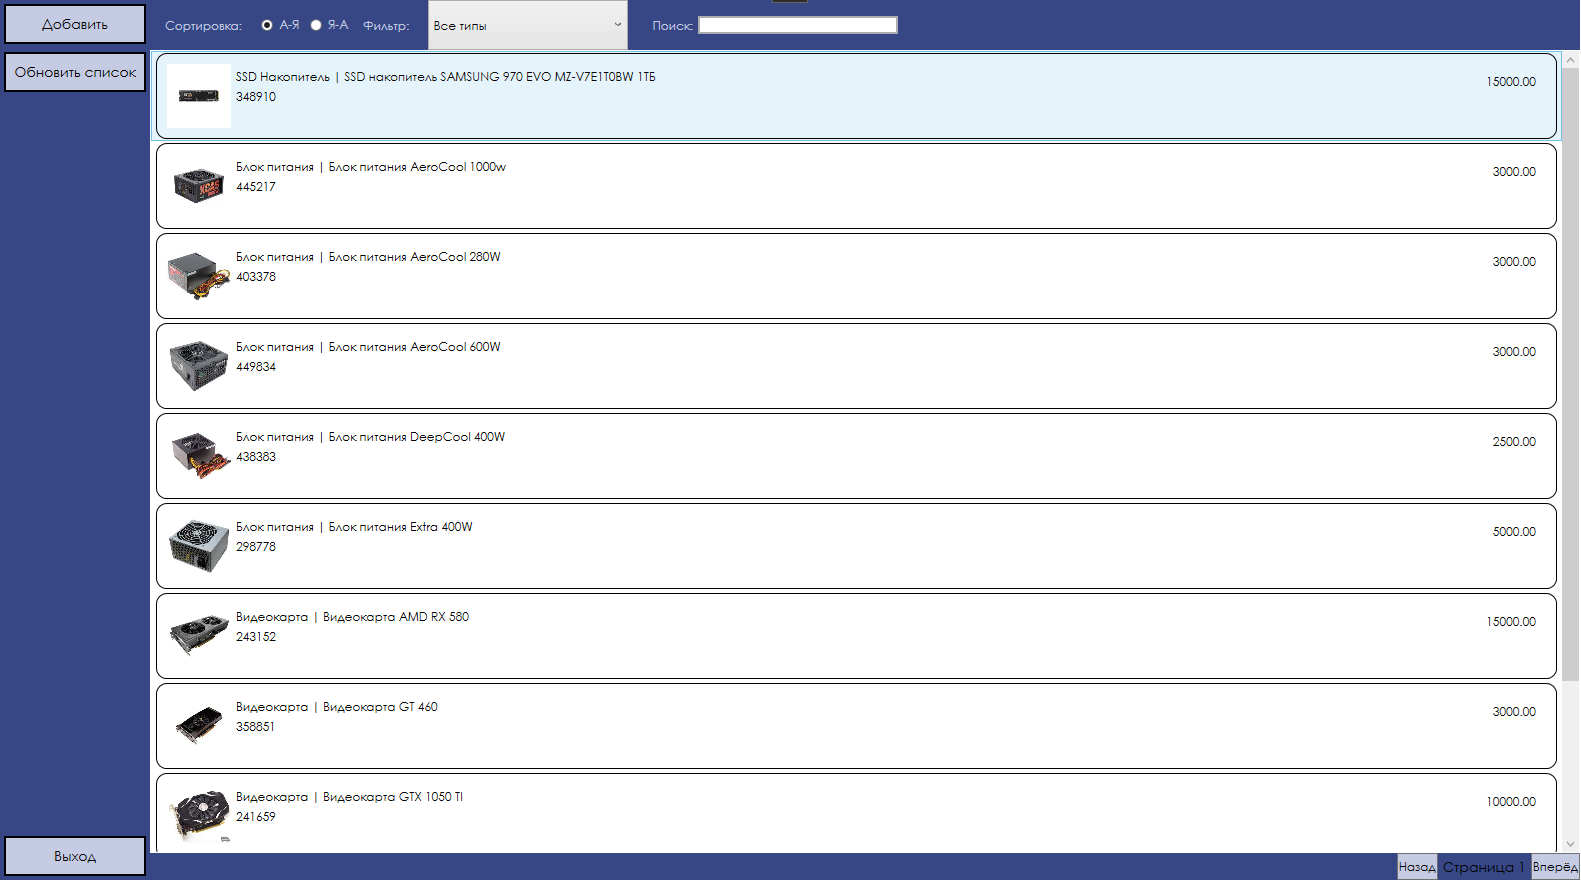 Добавить
Обновить список
Сортировка: А-Я Я-А Фильтр: Все типы Поиск:
SSD Накопитель | SSD накопитель SAMSUNG 970 EVO MZ-V7E1T0BW 1ТБ
348910
15000.00
Блок питания | Блок питания AeroCool 1000w
445217
3000.00
Блок питания | Блок питания AeroCool 280W
403378
3000.00
Блок питания | Блок питания AeroCool 600W
449834
3000.00
Блок питания | Блок питания DeepCool 400W
438383
2500.00
Блок питания | Блок питания Extra 400W
298778
5000.00
Видеокарта | Видеокарта AMD RX 580
243152
15000.00
Видеокарта | Видеокарта GT 460
358851
3000.00
Видеокарта | Видеокарта GTX 1050 TI
241659
10000.00
Выход
Назад Страница 1 Вперёд